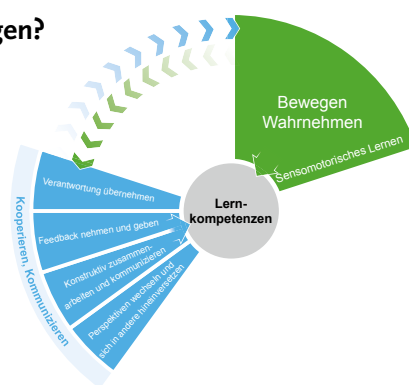 gen?
Bewegen
Wahrnehmen
Sensomotorisches Lernen
Lern-
kompetenzen
Verantwortung übernehmen
Feedback nehmen und geben
Konstruktiv zusammen-
arbeiten und kommunizieren
Perspektiven wechseln und
sich in andere hineinversetzen
Kooperieren, Kommunizieren